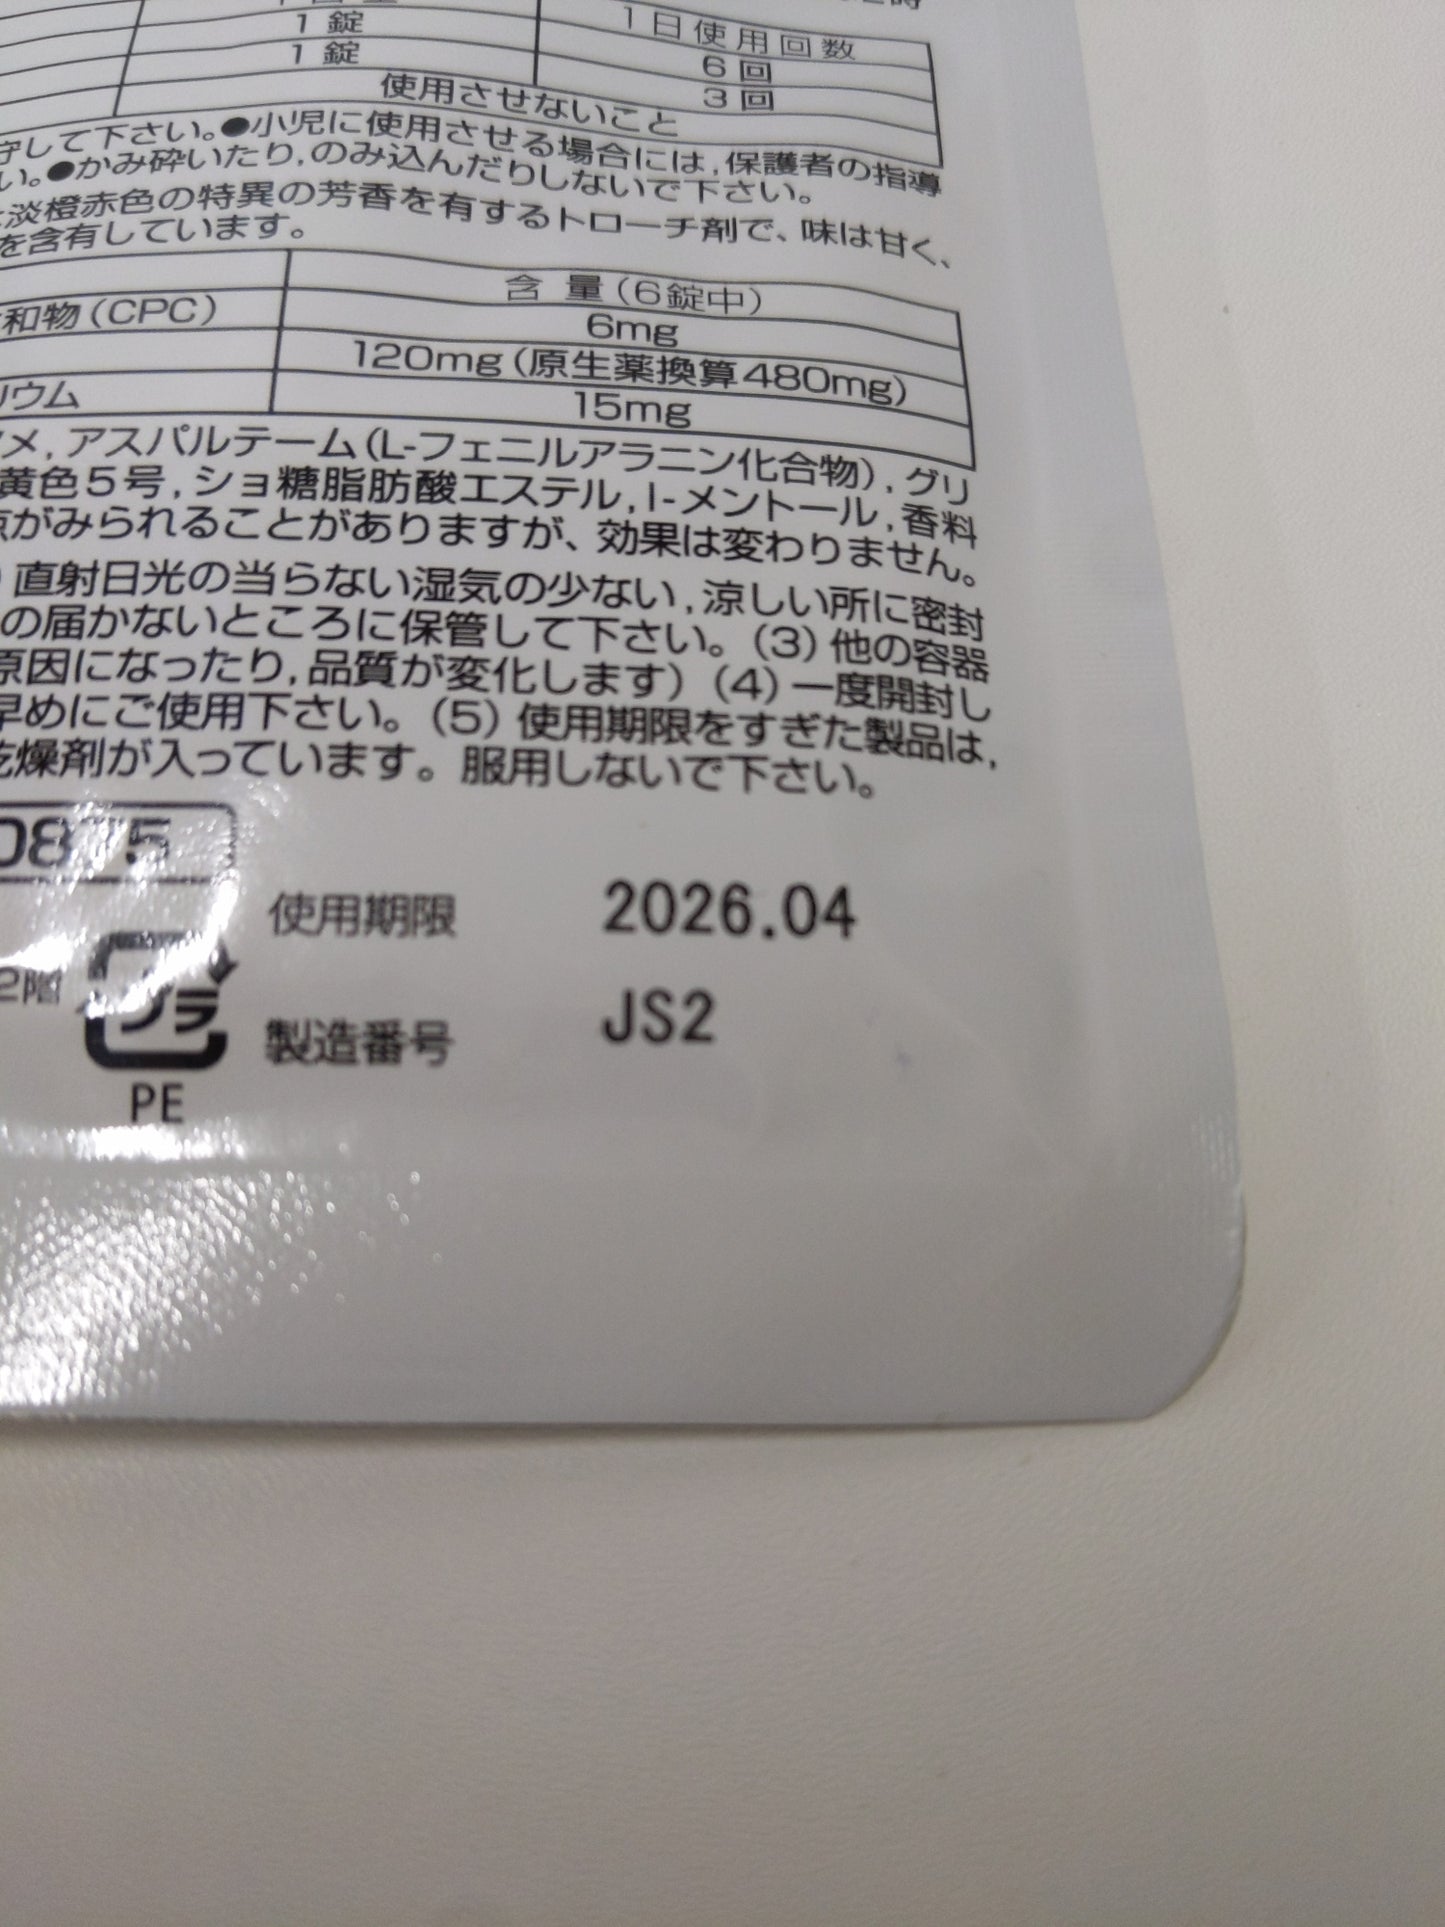 1錠 1日使用回数
1錠 6回
3回
使用させないこと
守して下さい。●小児に使用させる場合には,保護者の指導
い。●かみ砕いたり,のみ込んだりしないで下さい。
淡橙赤色の特異の芳香を有するトローチ剤で、味は甘く、
を含有しています。
含 量(6錠中)
和物(CPC) 6mg
120mg(原生薬換算480mg)
リウム 15mg
メ,アスパルテーム(L-フェニルアラニン化合物),グリ
黄色5号,ショ糖脂肪酸エステル,l-メントール,香料
点がみられることがありますが、効果は変わりません。
)直射日光の当らない湿気の少ない,涼しい所に密封
の届かないところに保管して下さい。(3)他の容器
原因になったり,品質が変化します)(4)一度開封し
早めにご使用下さい。(5)使用期限をすぎた製品は,
乾燥剤が入っています。服用しないで下さい。
0875
使用期限 2026.04
2階
プラ
製造番号 JS2
PE